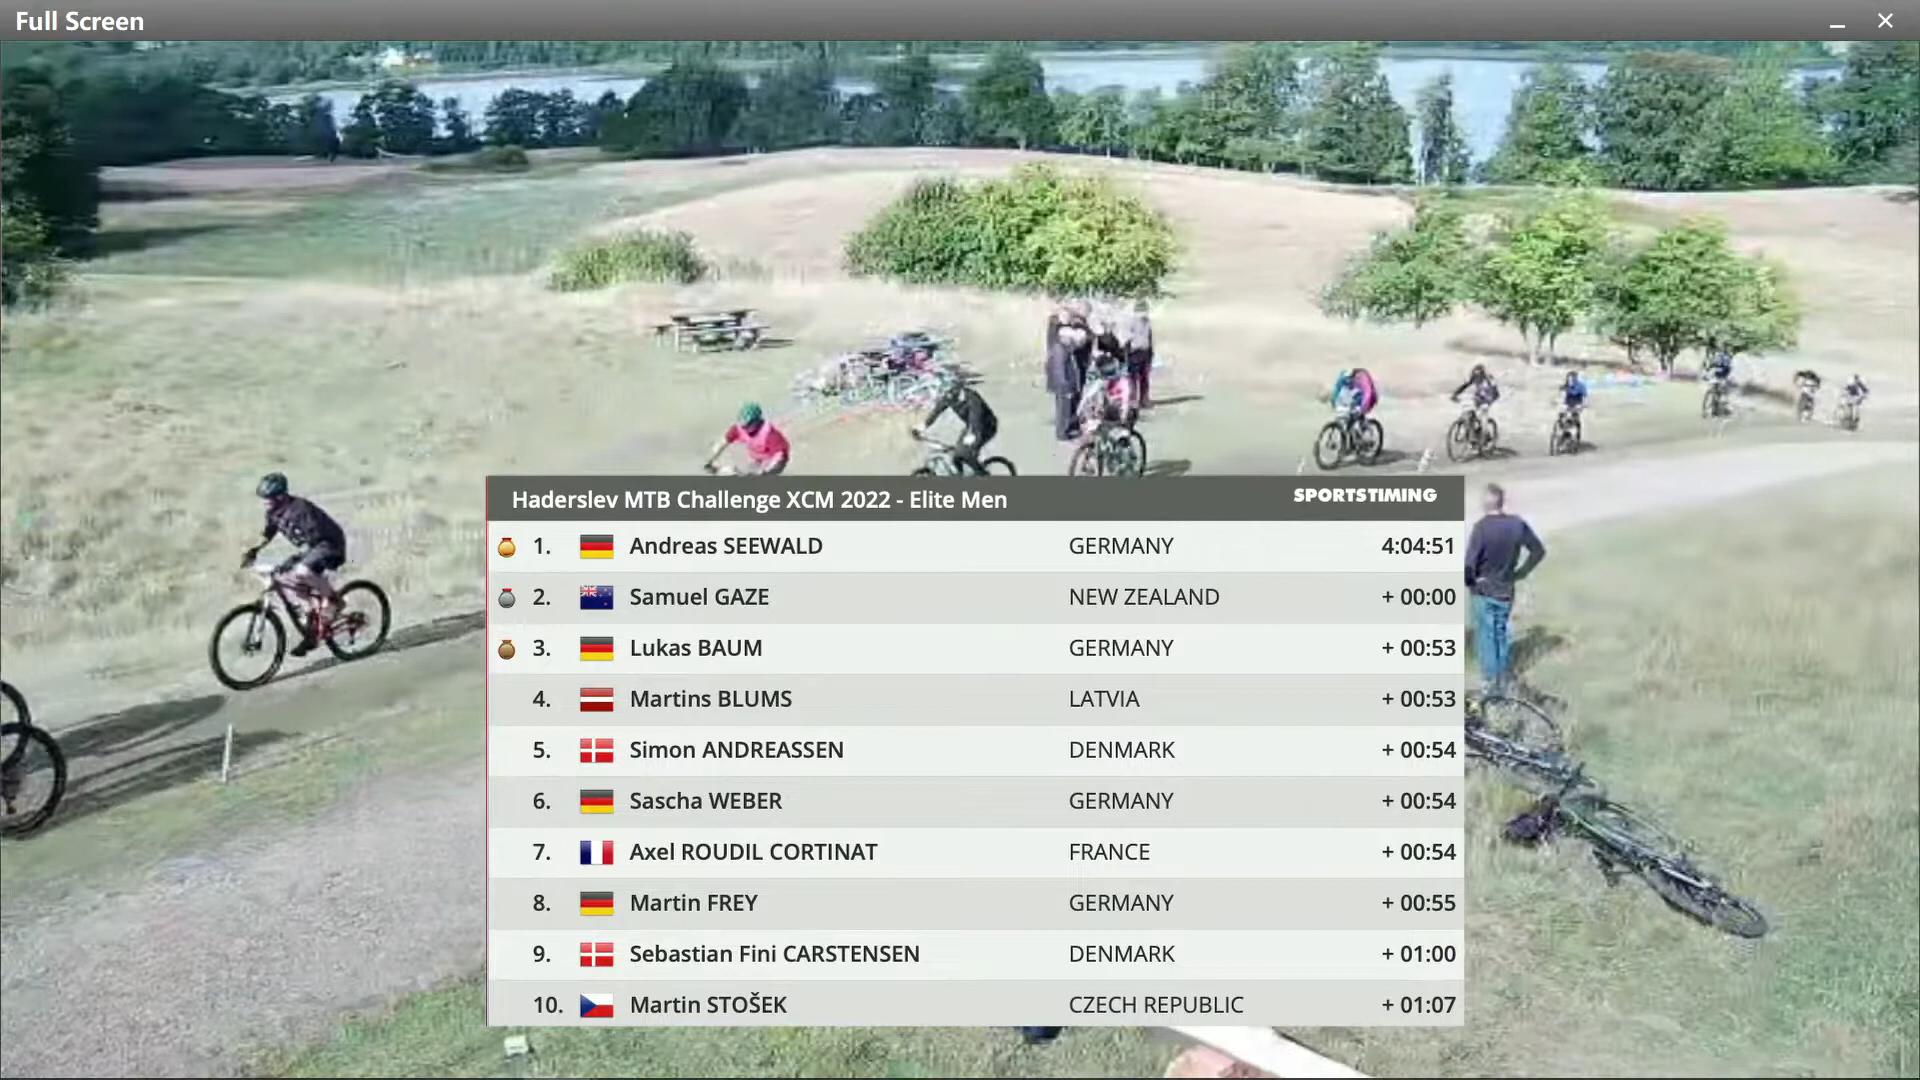 Full Screen
Haderslev MTB Challenge XCM 2022 - Elite Men SPORTSTIMING
1. Andreas SEEWALD GERMANY 4:04:51
2. Samuel GAZE NEW ZEALAND + 00:00
3. Lukas BAUM GERMANY + 00:53
4. Martins BLUMS LATVIA + 00:53
5. Simon ANDREASSEN DENMARK + 00:54
6. Sascha WEBER GERMANY + 00:54
7. Axel ROUDIL CORTINAT FRANCE + 00:54
8. Martin FREY GERMANY + 00:55
9. Sebastian Fini CARSTENSEN DENMARK + 01:00
10. Martin STOŠEK CZECH REPUBLIC + 01:07